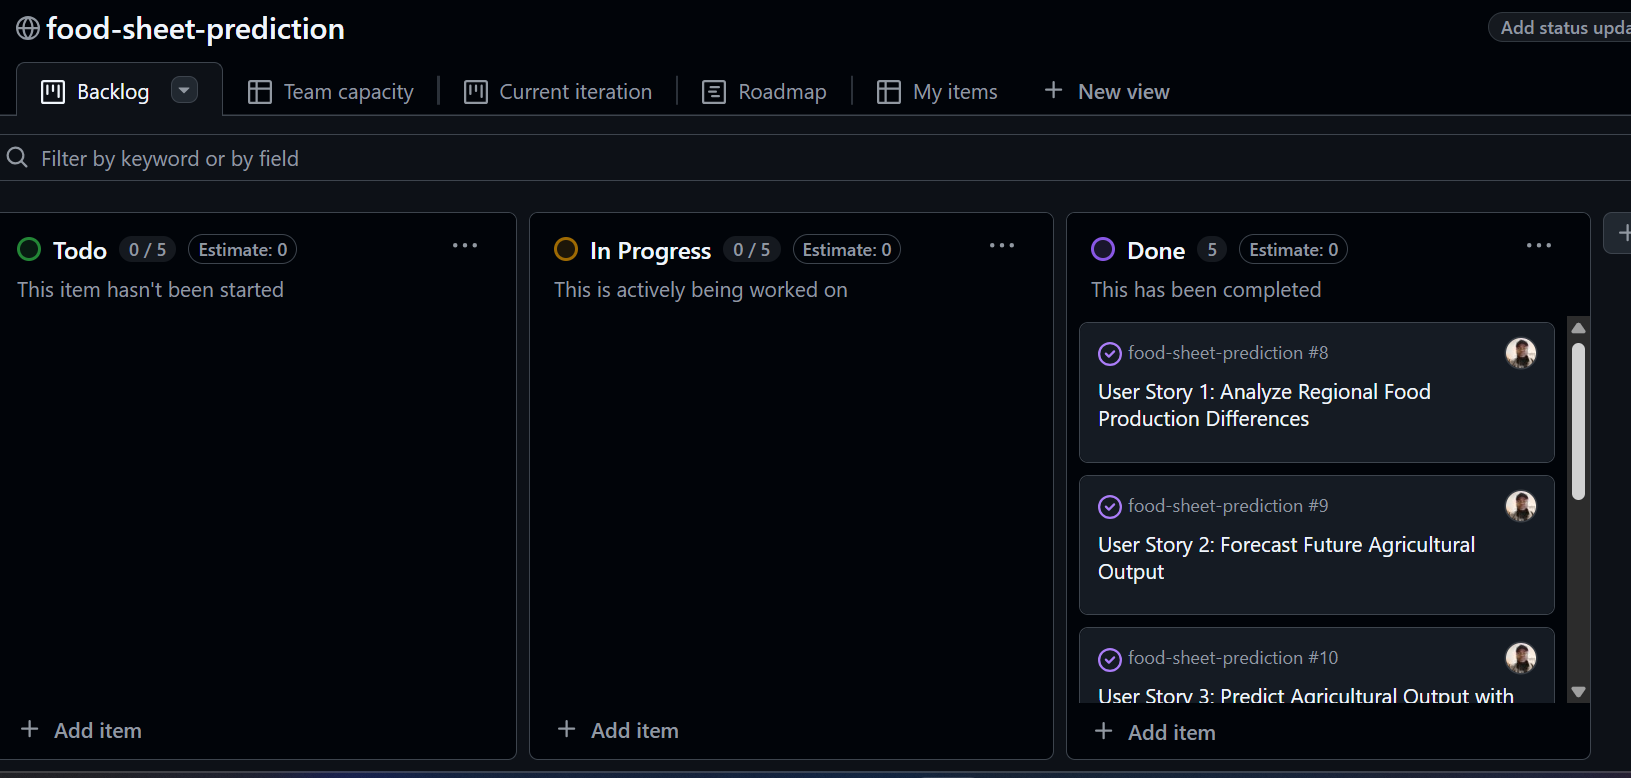 food-sheet-prediction
Add status upda
Backlog
Team capacity
Current iteration
Roadmap
My items
New view
Filter by keyword or by field
Todo 0 / 5 Estimate: 0
This item hasn't been started
Add item
In Progress 0 / 5 Estimate: 0
This is actively being worked on
Add item
Done 5 Estimate: 0
This has been completed
food-sheet-prediction #8
User Story 1: Analyze Regional Food
Production Differences
food-sheet-prediction #9
User Story 2: Forecast Future Agricultural
Output
food-sheet-prediction #10
User Story 3: Predict Agricultural Output with
Add item